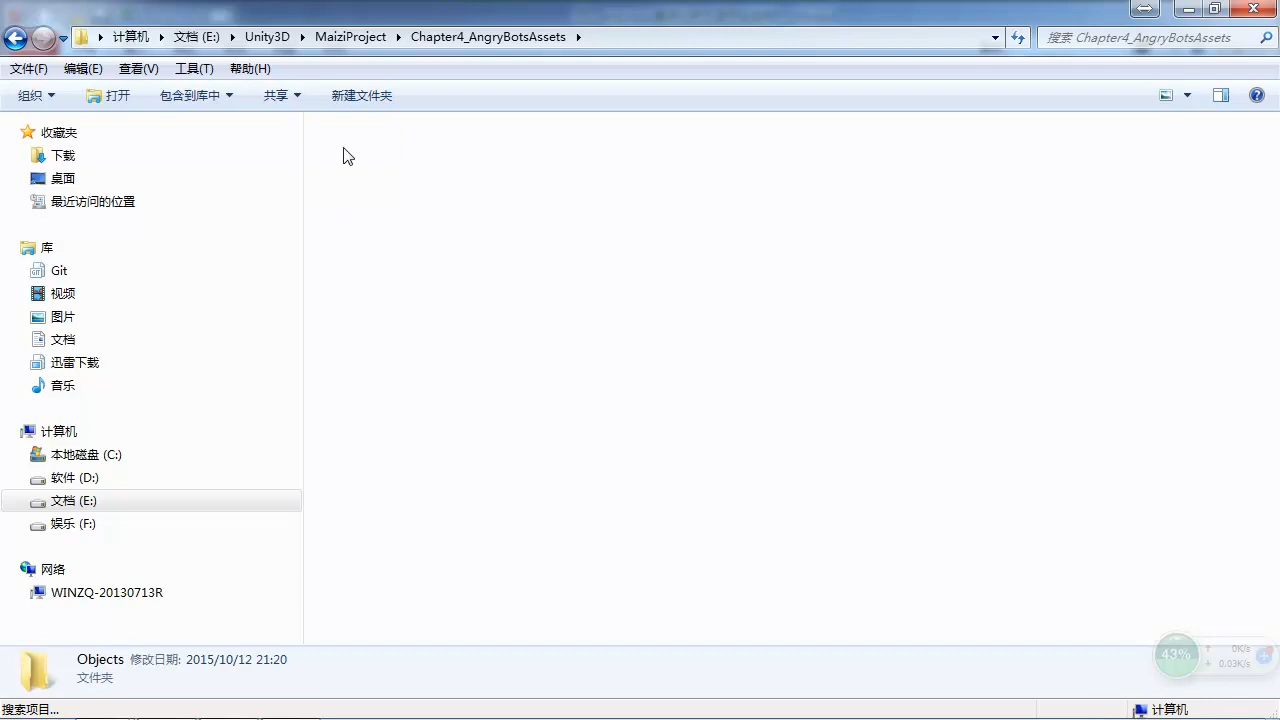 计算机 文档 (E:) Unity3D MaiziProject Chapter4_AngryBotsAssets
搜索 Chapter4_AngryBotsAssets
文件(F) 编辑(E) 查看(V) 工具(T) 帮助(H)
组织 打开 包含到库中 共享 新建文件夹
收藏夹
下载
桌面
最近访问的位置
库
Git
视频
图片
文档
迅雷下载
音乐
计算机
本地磁盘 (C:)
软件 (D:)
文档 (E:)
娱乐 (F:)
网络
WINZQ-20130713R
Objects 修改日期: 2015/10/12 21:20
文件夹
43%
0K/s
0.03K/s
搜索项目...
计算机